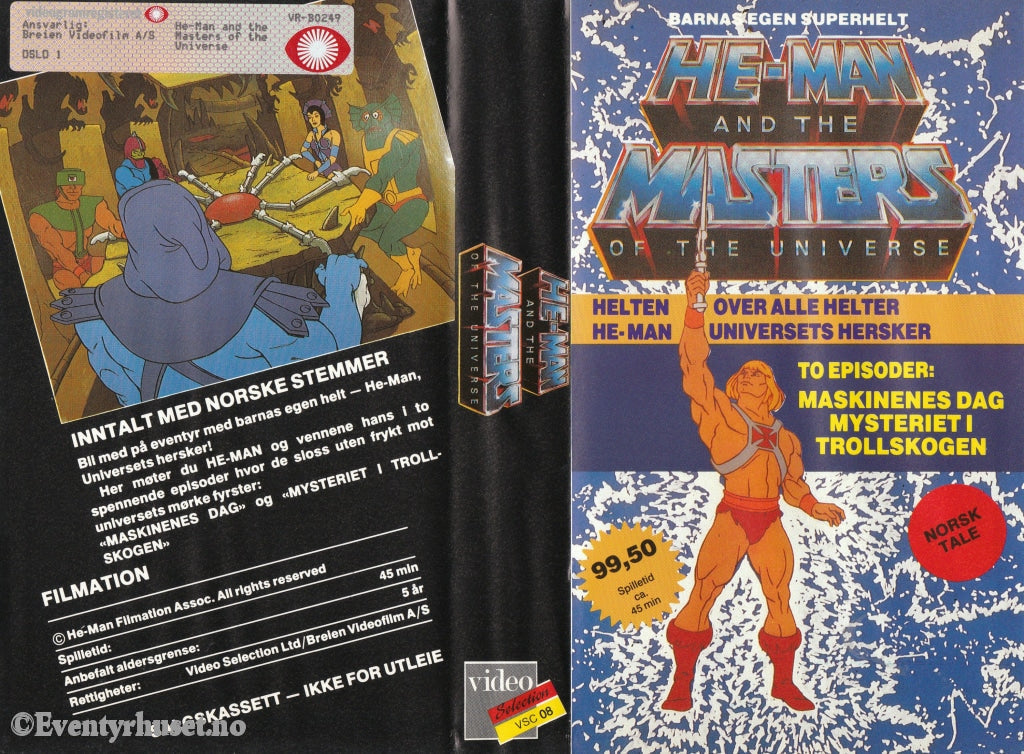 Ansvarlig:
Breien Videofilm A/S
OSLO 1
VR-B0249
He-Man and the
Masters of the
Universe
INNTALT MED NORSKE STEMMER
Bli med på eventyr med barnas egen helt — He-Man,
Universets hersker!
Her møter du HE-MAN og vennene hans i to
spennende episoder hvor de sloss uten frykt mot
universets mørke fyrster:
«MASKINENES DAG» og «MYSTERIET I TROLL-
SKOGEN»
FILMATION
© He-Man Filmation Assoc. All rights reserved
Spilletid: 45 min
Anbefalt aldersgrense: 5 år
Rettigheter: Video Selection Ltd/Breien Videofilm A/S
GSKASSETT — IKKE FOR UTLEIE
©Eventyrhuset.no
HE-MAN
AND THE
MASTERS
OF THE UNIVERSE
video
Selection
VSC 08
BARNAS EGEN SUPERHELT
HE-MAN
AND THE
MASTERS
OF THE UNIVERSE
HELTEN OVER ALLE HELTER
HE-MAN UNIVERSETS HERSKER
TO EPISODER:
MASKINENES DAG
MYSTERIET I
TROLLSKOGEN
NORSK
TALE
99,50
Spilletid
ca.
45 min